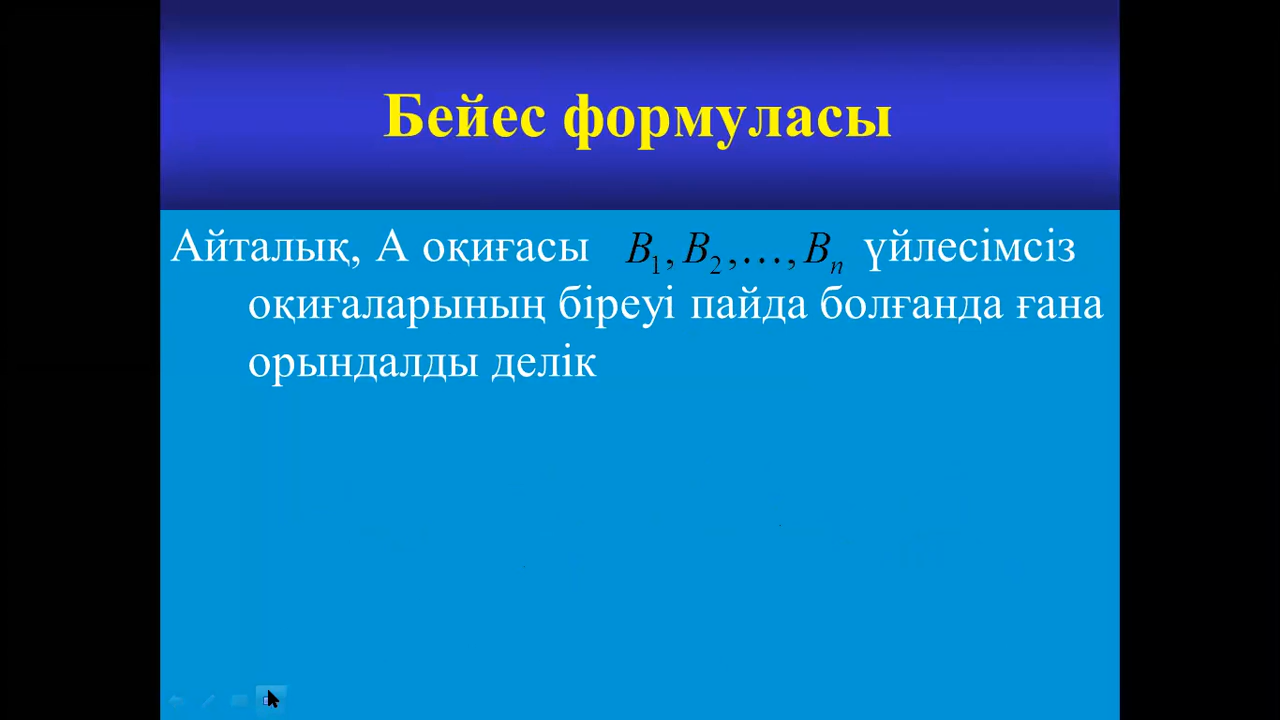 Бейес формуласы
Айталық, А оқиғасы B₁, B₂,…, Bₙ үйлесімсіз
оқиғаларының біреуі пайда болғанда ғана
орындалды делік